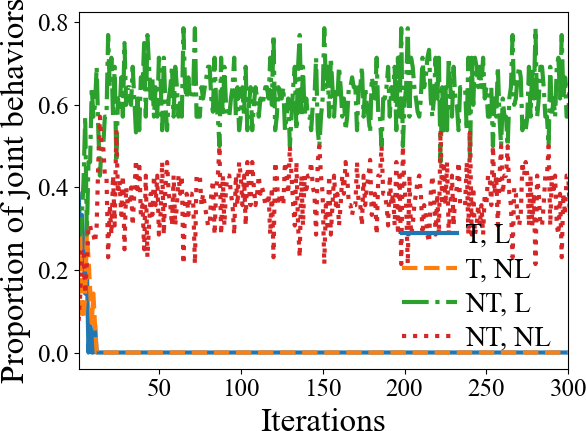 Proportion of joint behaviors
0.8
0.6
0.4
0.2
0.0
T, L
T, NL
NT, L
NT, NL
50
100
150
200
250
300
Iterations